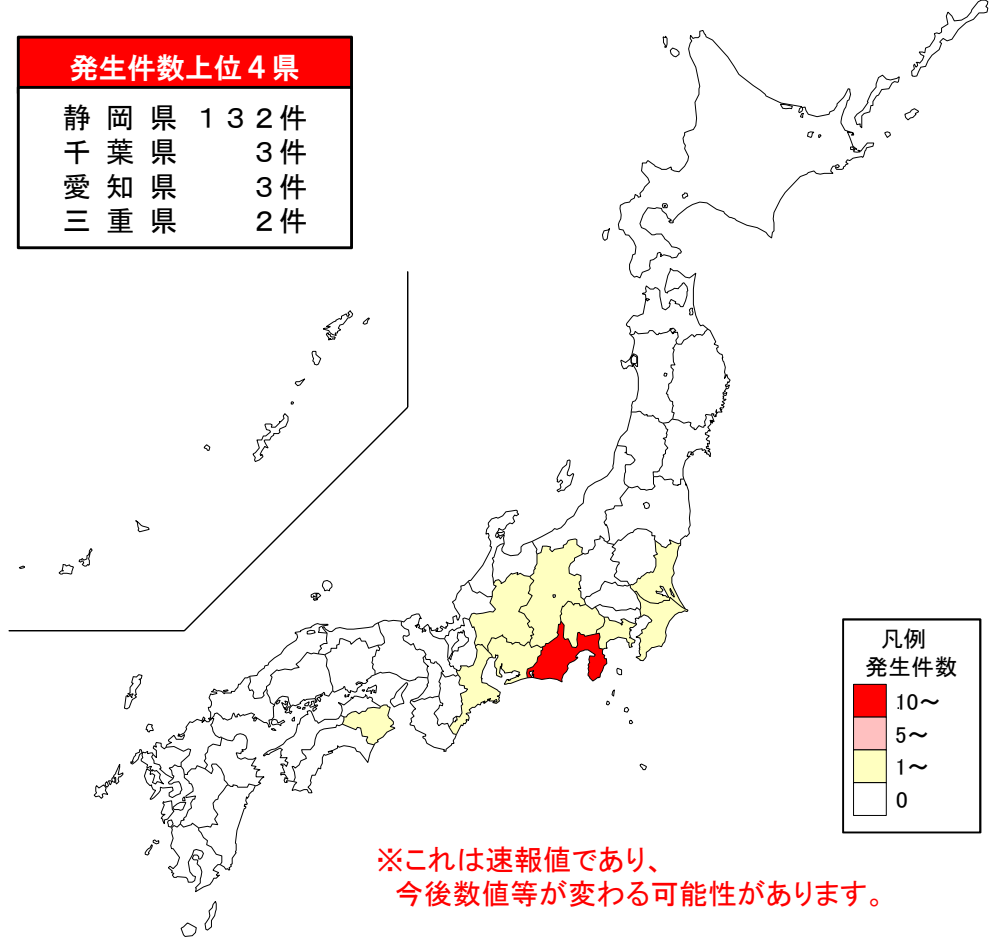 発生件数上位４県
静岡県 １３２件
千葉県 ３件
愛知県 ３件
三重県 ２件
凡例
発生件数
10～
5～
1～
0
※これは速報値であり、
今後数値等が変わる可能性があります。